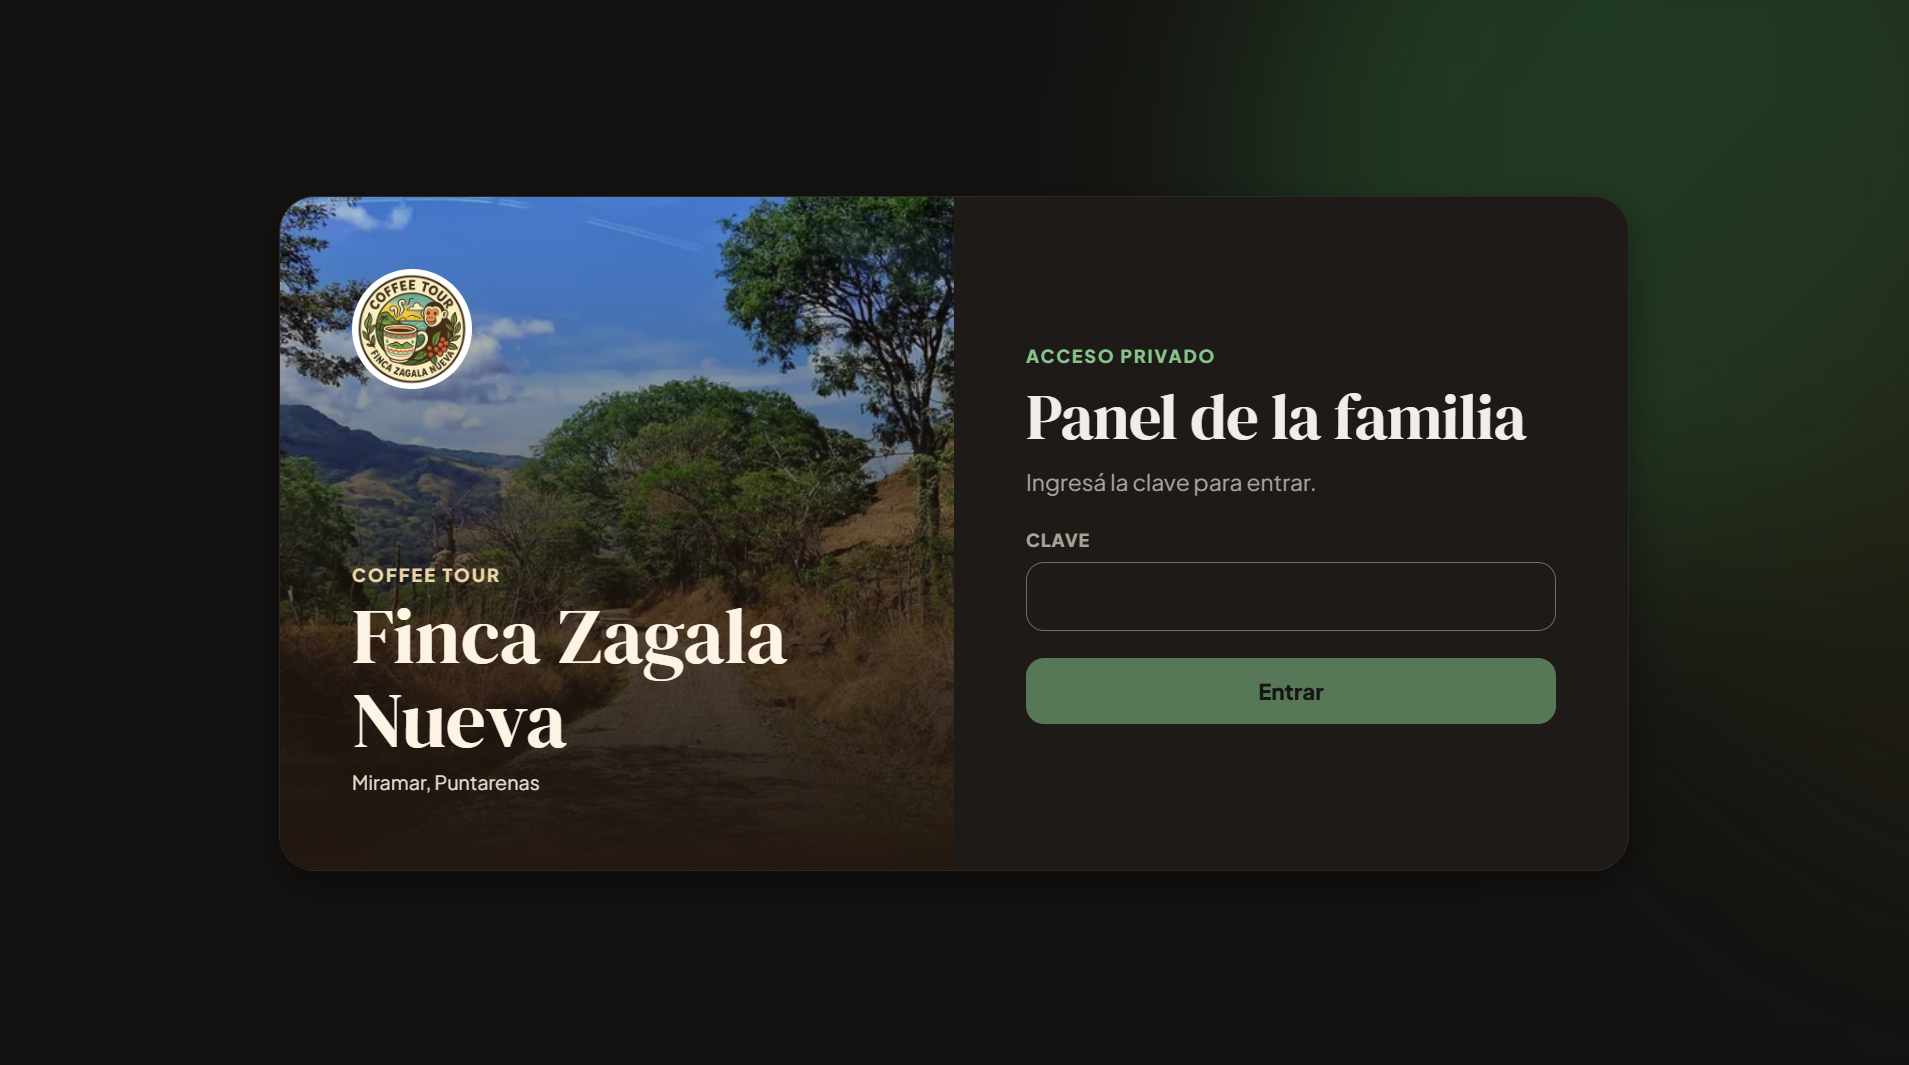 COFFEE TOUR
FINCA ZAGALA NUEVA
COFFEE TOUR
Finca Zagala
Nueva
Miramar, Puntarenas
ACCESO PRIVADO
Panel de la familia
Ingresá la clave para entrar.
CLAVE
Entrar